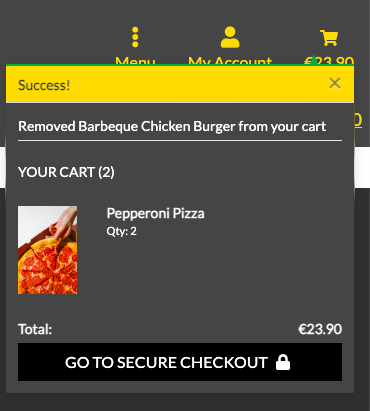 Menu
My Account
€23.90
Success!
×
0
Removed Barbeque Chicken Burger from your cart
YOUR CART (2)
Pepperoni Pizza
Qty: 2
Total:
€23.90
GO TO SECURE CHECKOUT